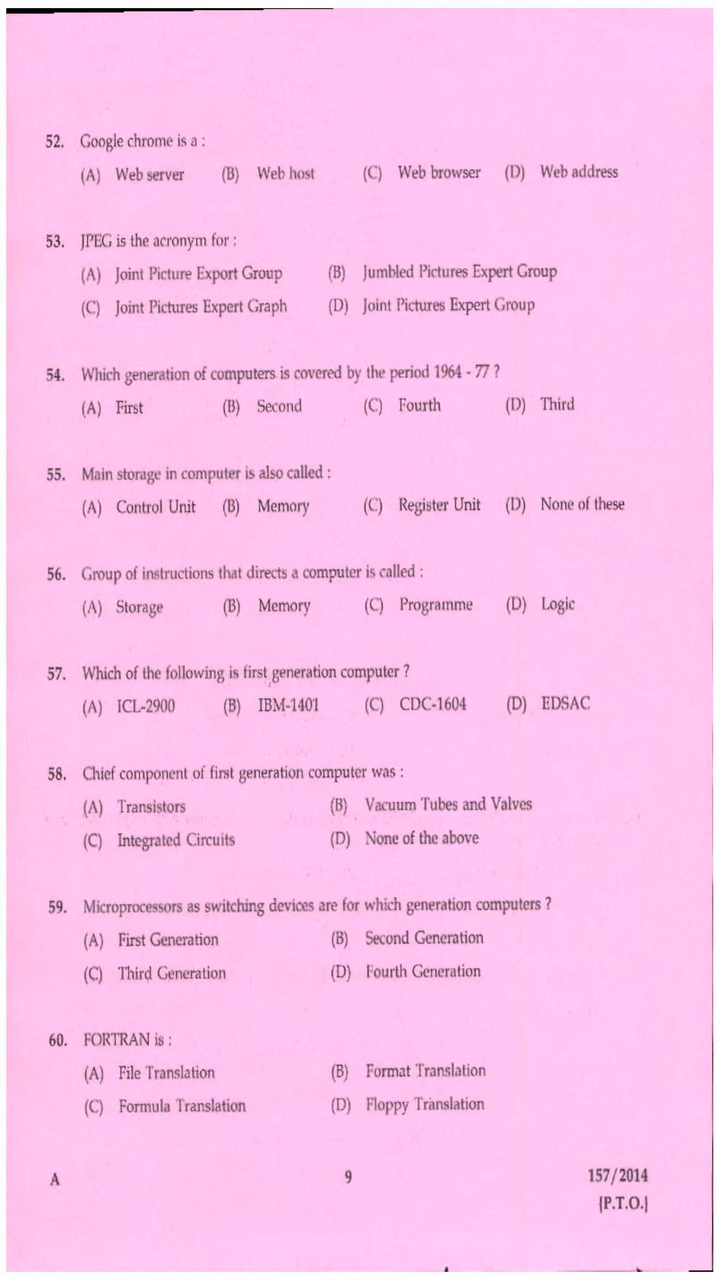 52. Google chrome is a :
(A) Web server (B) Web host (C) Web browser (D) Web address
53. JPEG is the acronym for :
(A) Joint Picture Export Group (B) Jumbled Pictures Expert Group
(C) Joint Pictures Expert Graph (D) Joint Pictures Expert Group
54. Which generation of computers is covered by the period 1964 - 77 ?
(A) First (B) Second (C) Fourth (D) Third
55. Main storage in computer is also called :
(A) Control Unit (B) Memory (C) Register Unit (D) None of these
56. Group of instructions that directs a computer is called :
(A) Storage (B) Memory (C) Programme (D) Logic
57. Which of the following is first generation computer ?
(A) ICL-2900 (B) IBM-1401 (C) CDC-1604 (D) EDSAC
58. Chief component of first generation computer was :
(A) Transistors (B) Vacuum Tubes and Valves
(C) Integrated Circuits (D) None of the above
59. Microprocessors as switching devices are for which generation computers ?
(A) First Generation (B) Second Generation
(C) Third Generation (D) Fourth Generation
60. FORTRAN is :
(A) File Translation (B) Format Translation
(C) Formula Translation (D) Floppy Translation
A 9 157/2014
[P.T.O.]